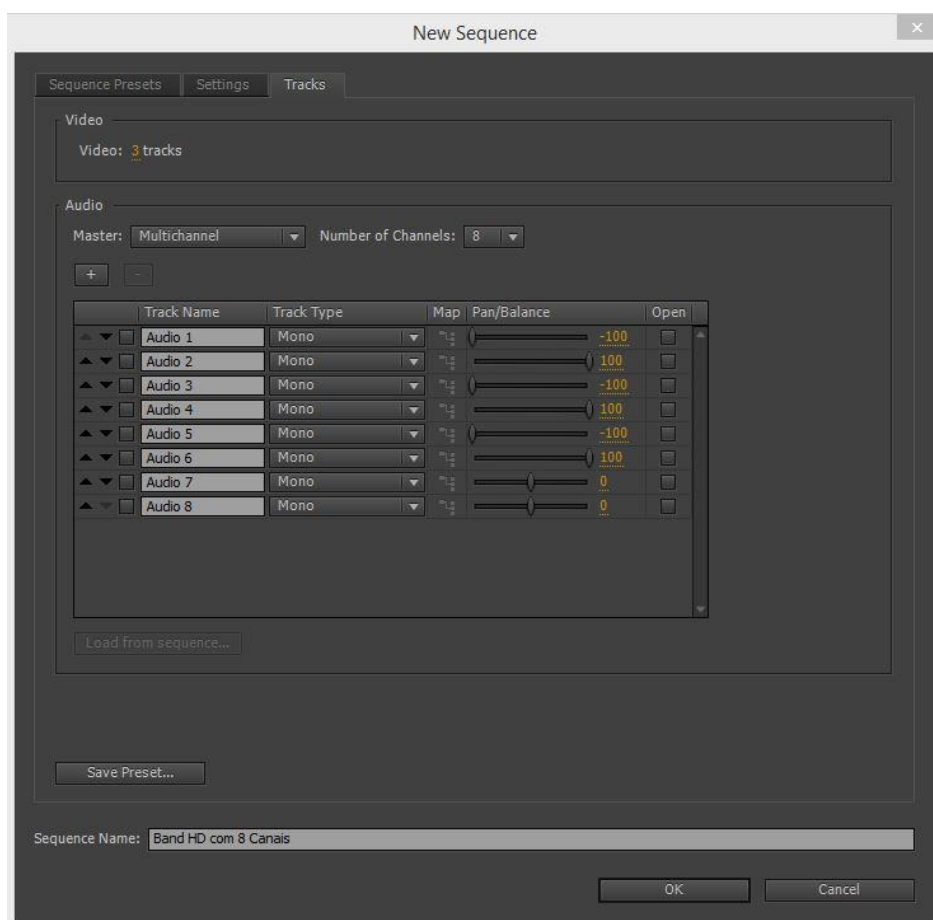 New Sequence
Sequence Presets Settings Tracks
Video
Video: 3 tracks
Audio
Master: Multichannel Number of Channels: 8
+ -
Track Name Track Type Map Pan/Balance Open
Audio 1 Mono -100
Audio 2 Mono 100
Audio 3 Mono -100
Audio 4 Mono 100
Audio 5 Mono -100
Audio 6 Mono 100
Audio 7 Mono 0
Audio 8 Mono 0
Load from sequence...
Save Preset...
Sequence Name: Band HD com 8 Canais
OK Cancel